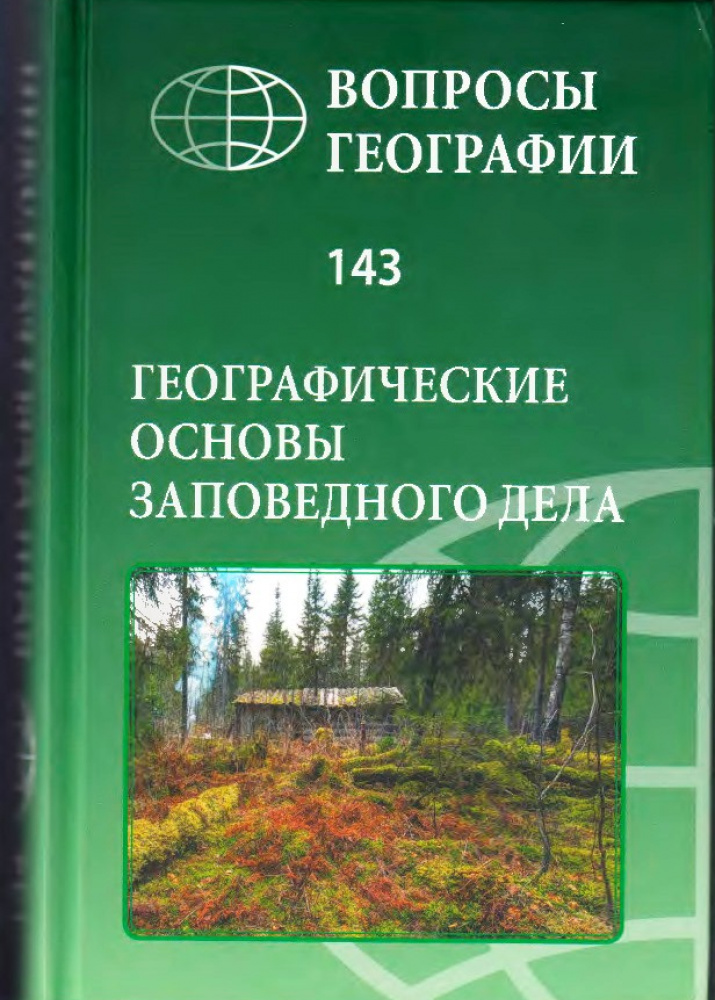 ВОПРОСЫ
ГЕОГРАФИИ
143
ГЕОГРАФИЧЕСКИЕ
ОСНОВЫ
ЗАПОВЕДНОГО ДЕЛА